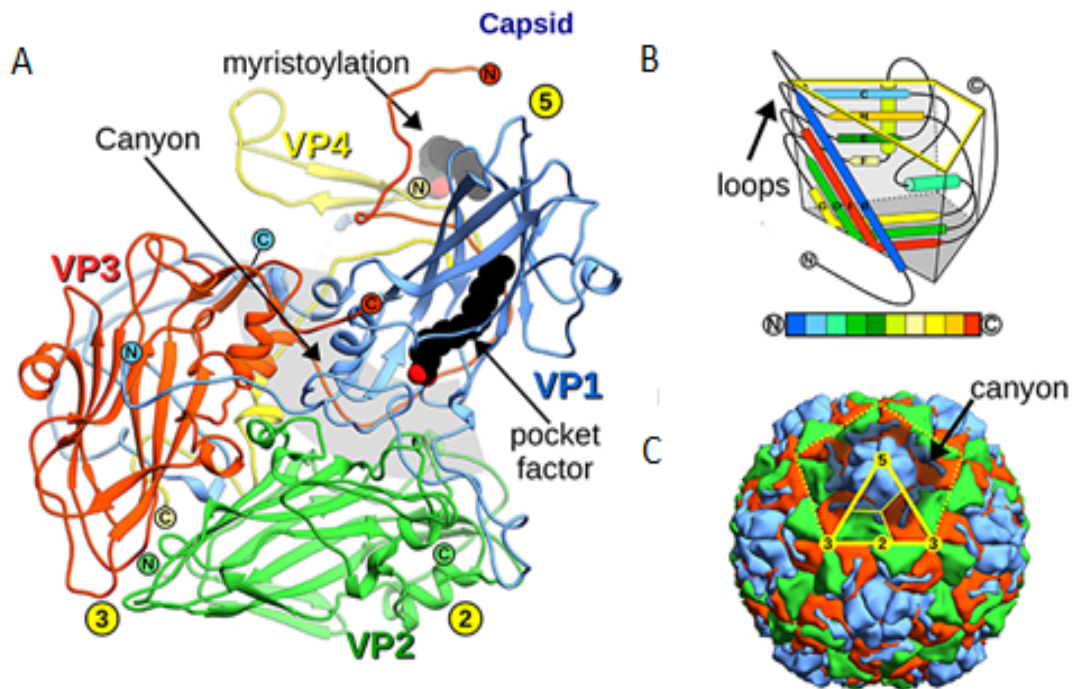 Capsid
A
myristoylation
N
5
Canyon
VP4
N
C
VP3
C
N
VP1
pocket
factor
C
N
C
3
VP2
2
B
C
loops
C
E
F
G D I B
N
N
C
canyon
C
5
3
2
3